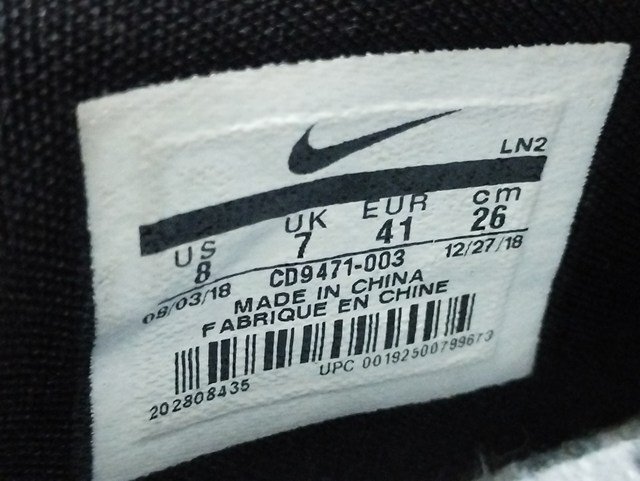 LN2
US UK EUR cm
8 7 41 26
09/03/18 CD9471-003 12/27/18
MADE IN CHINA
FABRIQUE EN CHINE
202808435 UPC 00192500799673